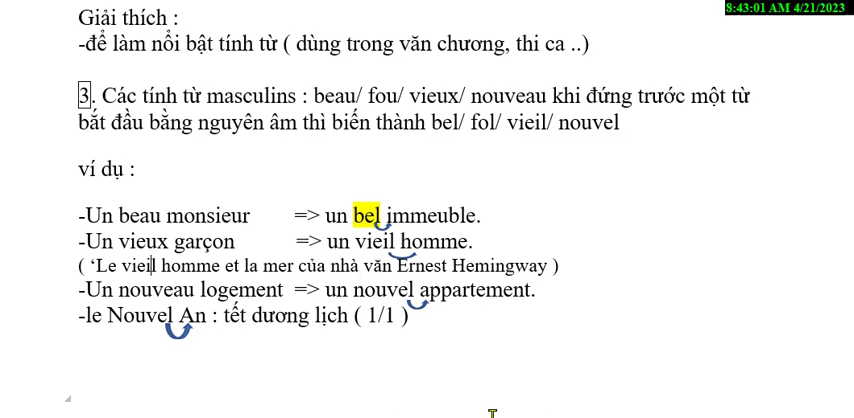 8:43:01 AM 4/21/2023
Giải thích :
-để làm nổi bật tính từ ( dùng trong văn chương, thi ca ..)
3. Các tính từ masculins : beau/ fou/ vieux/ nouveau khi đứng trước một từ
bắt đầu bằng nguyên âm thì biến thành bel/ fol/ vieil/ nouvel
ví dụ :
-Un beau monsieur => un bel immeuble.
-Un vieux garçon => un vieil homme.
( ‘Le vieil homme et la mer của nhà văn Ernest Hemingway )
-Un nouveau logement => un nouvel appartement.
-le Nouvel An : tết dương lịch ( 1/1 )